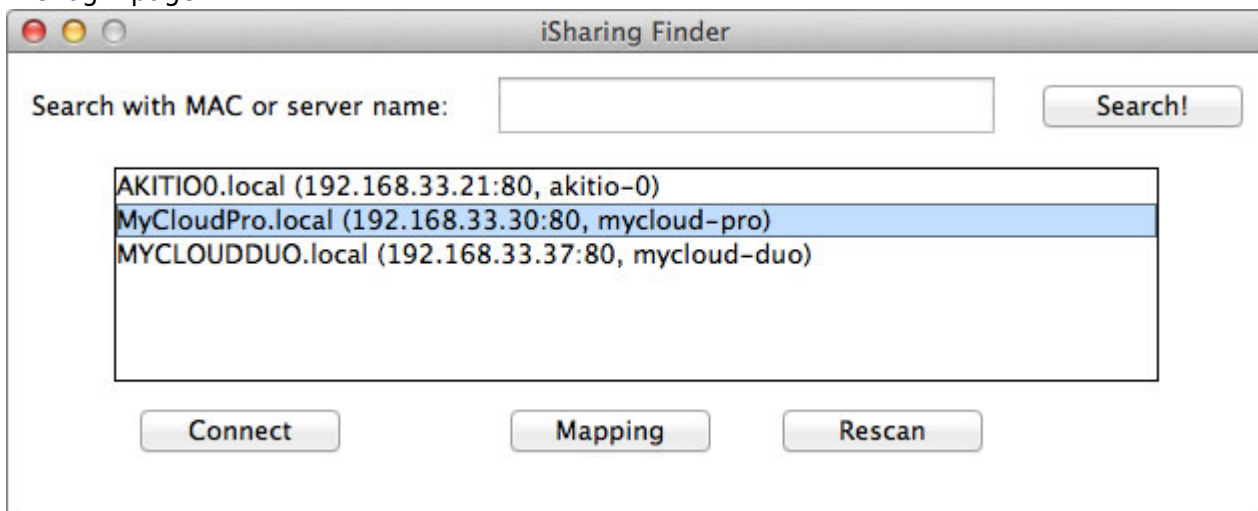 iSharing Finder
Search with MAC or server name:
Search!
AKITIO0.local (192.168.33.21:80, akitio-0)
MyCloudPro.local (192.168.33.30:80, mycloud-pro)
MYCLOUDDUO.local (192.168.33.37:80, mycloud-duo)
Connect
Mapping
Rescan